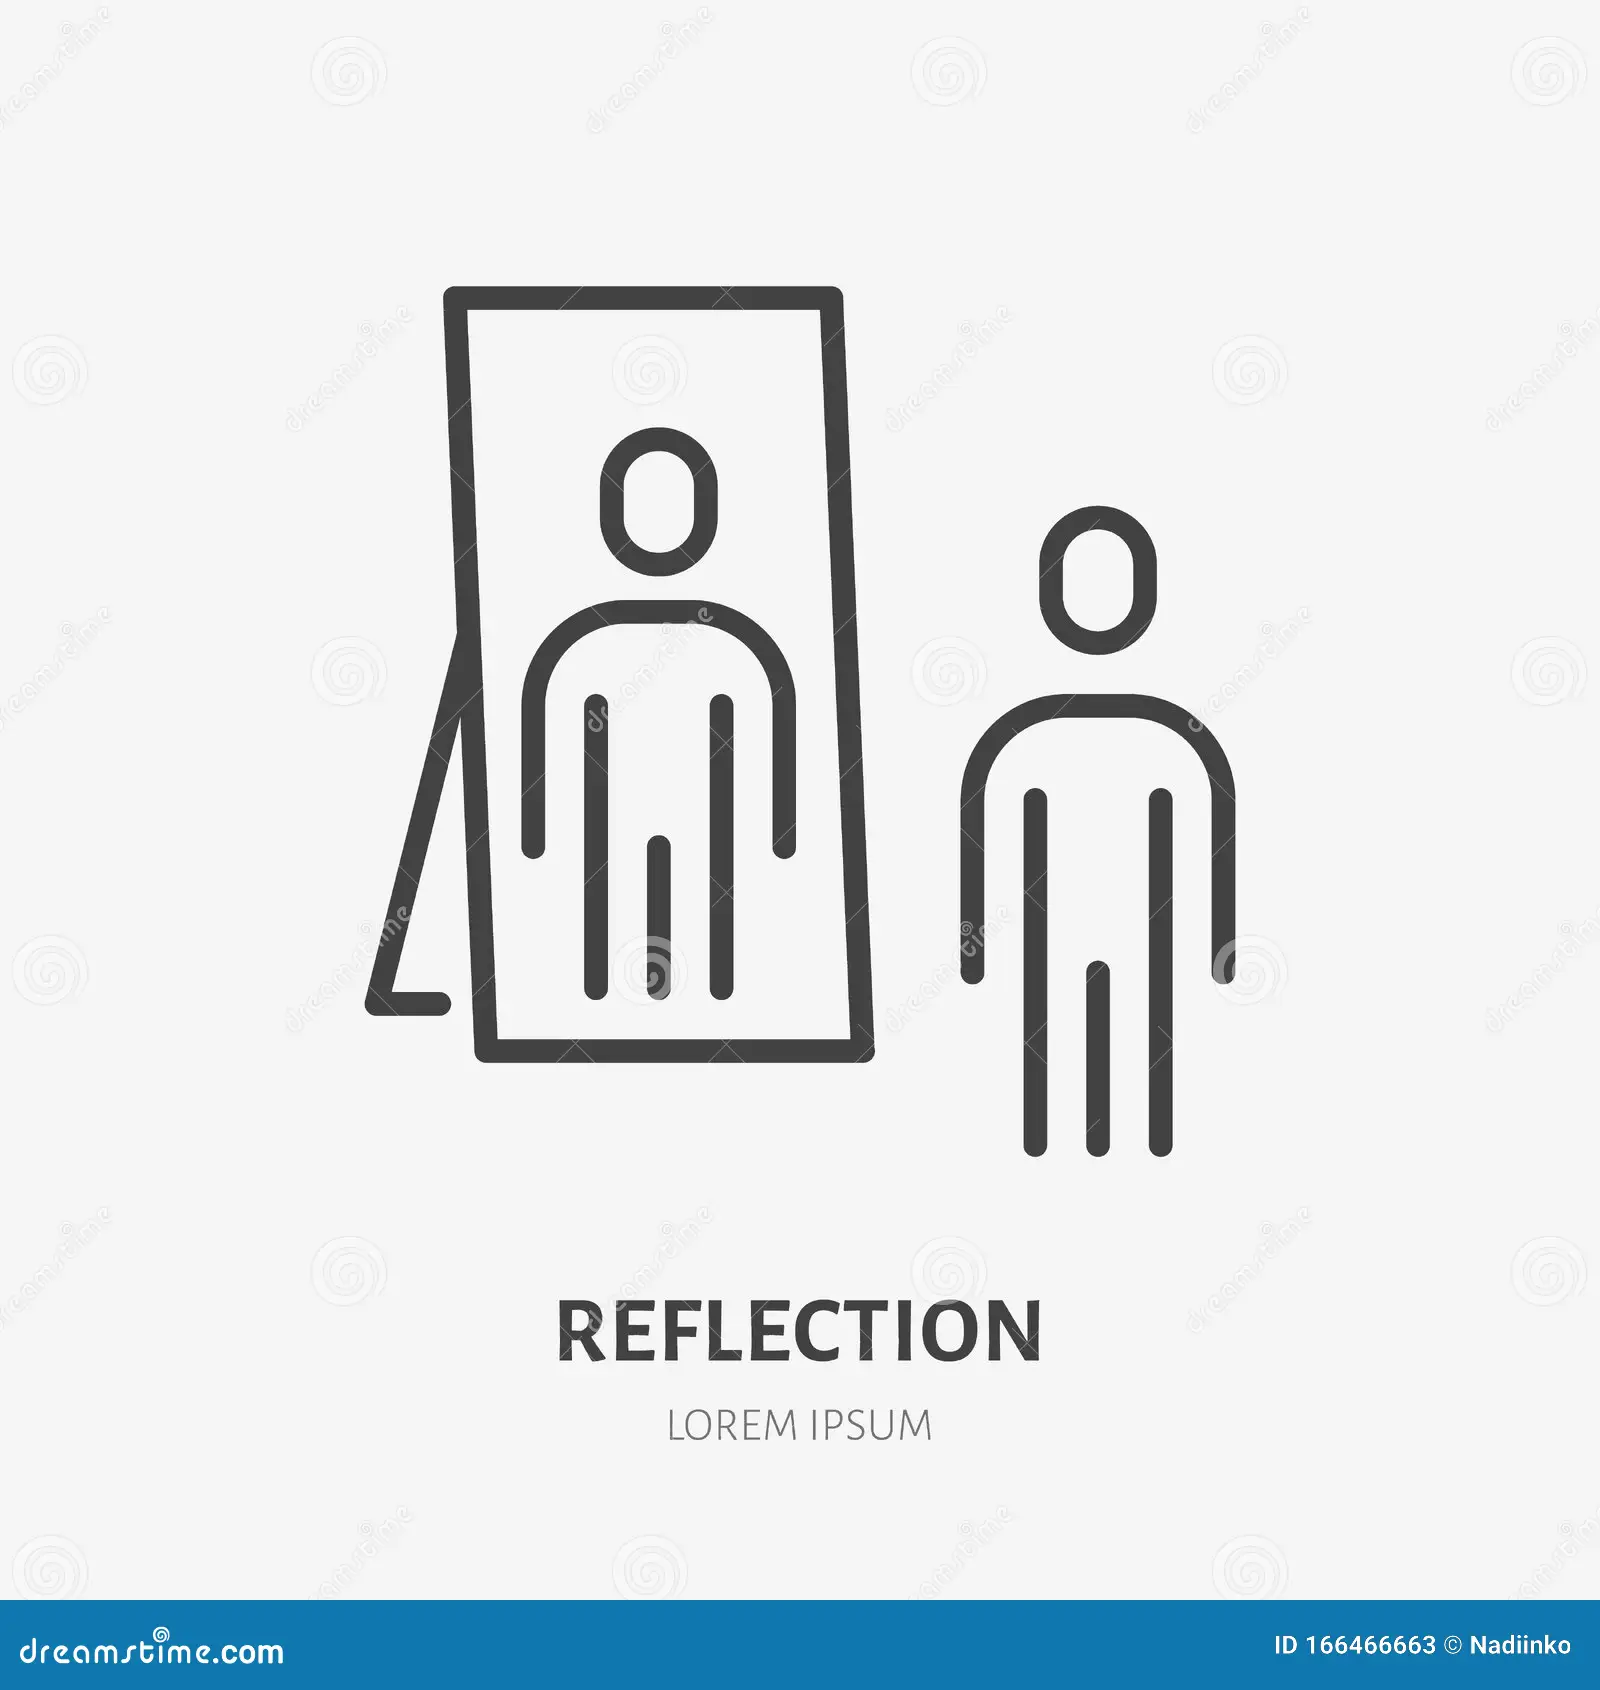 REFLECTION
LOREM IPSUM
dreamstime.com
ID 166466663 © Nadiinko